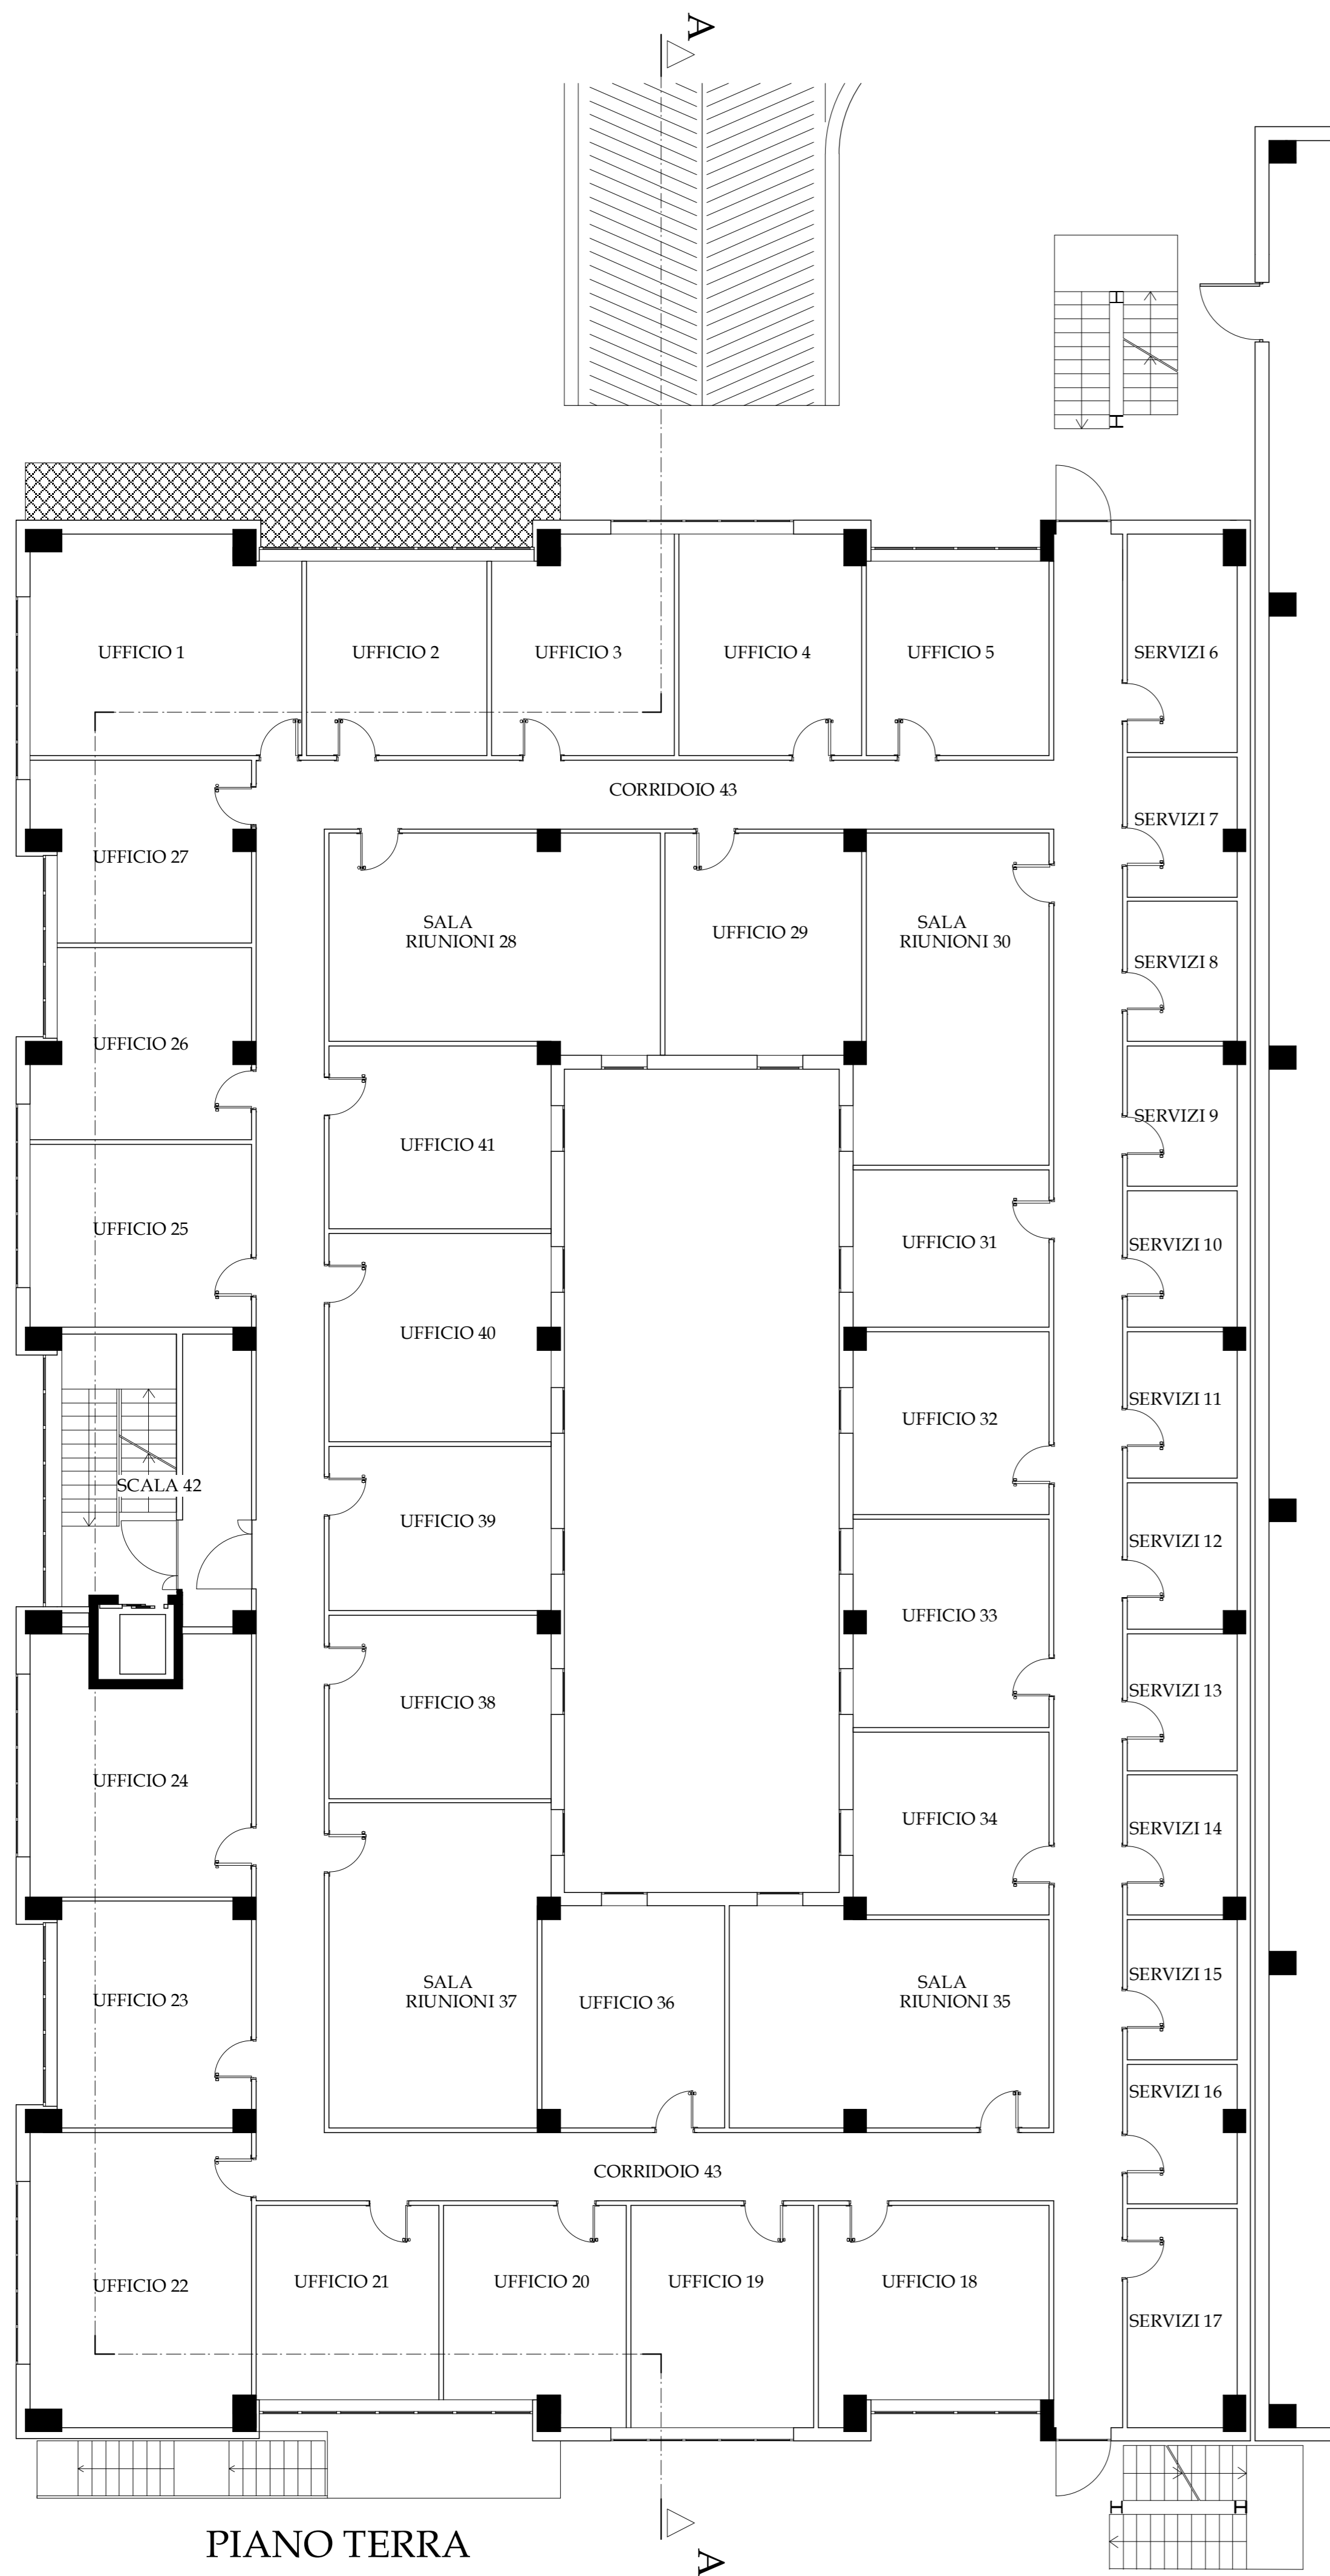 A
UFFICIO 1
UFFICIO 2
UFFICIO 3
UFFICIO 4
UFFICIO 5
SERVIZI 6
CORRIDOIO 43
SERVIZI 7
UFFICIO 27
SALA
RIUNIONI 28
UFFICIO 29
SALA
RIUNIONI 30
SERVIZI 8
UFFICIO 26
SERVIZI 9
UFFICIO 41
UFFICIO 25
UFFICIO 31
SERVIZI 10
UFFICIO 40
SERVIZI 11
UFFICIO 32
SCALA 42
UFFICIO 39
SERVIZI 12
UFFICIO 33
SERVIZI 13
UFFICIO 38
UFFICIO 24
UFFICIO 34
SERVIZI 14
SERVIZI 15
SALA
RIUNIONI 37
UFFICIO 36
SALA
RIUNIONI 35
UFFICIO 23
SERVIZI 16
CORRIDOIO 43
UFFICIO 22
UFFICIO 21
UFFICIO 20
UFFICIO 19
UFFICIO 18
SERVIZI 17
PIANO TERRA
A